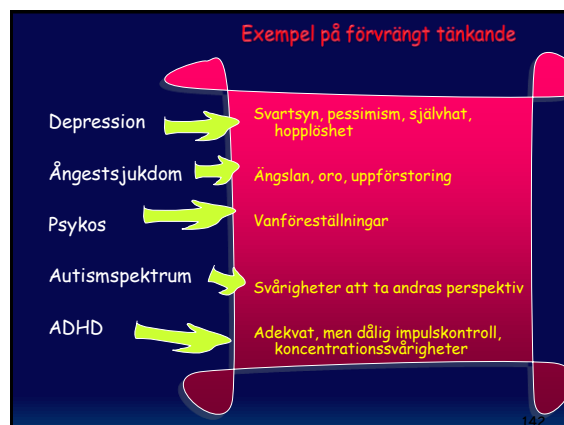 Exempel på förvrängt tänkande
Depression
Svartsyn, pessimism, självhat,
hopplöshet
Ångestsjukdom
Ängslan, oro, uppförstoring
Psykos
Vanföreställningar
Autismspektrum
Svårigheter att ta andras perspektiv
ADHD
Adekvat, men dålig impulskontroll,
koncentrationssvårigheter
142